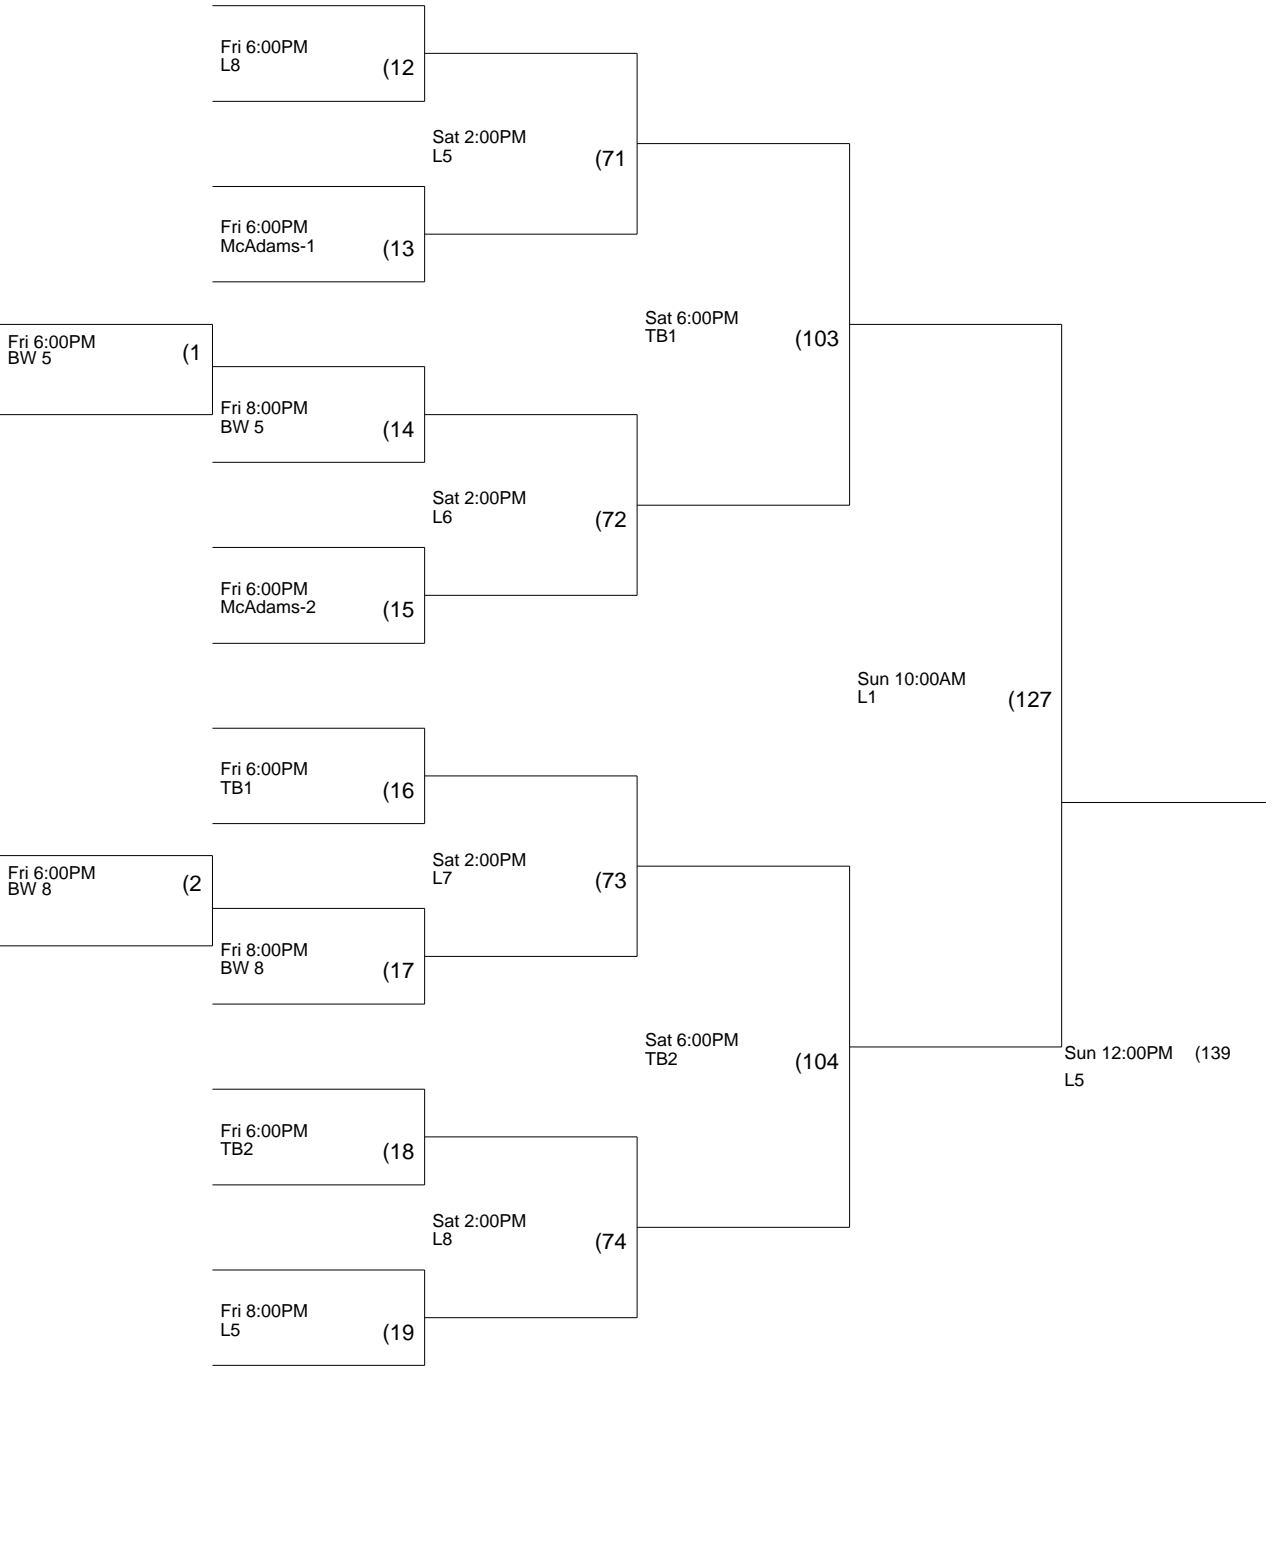 Fri 6:00PM
L8
(12
Sat 2:00PM
L5
(71
Fri 6:00PM
McAdams-1
(13
Sat 6:00PM
TB1
(103
Fri 6:00PM
BW 5
(1
Fri 8:00PM
BW 5
(14
Sat 2:00PM
L6
(72
Fri 6:00PM
McAdams-2
(15
Sun 10:00AM
L1
(127
Fri 6:00PM
TB1
(16
Sat 2:00PM
L7
(73
Fri 6:00PM
BW 8
(2
Fri 8:00PM
BW 8
(17
Sat 6:00PM
TB2
(104
Sun 12:00PM (139
L5
Fri 6:00PM
TB2
(18
Sat 2:00PM
L8
(74
Fri 8:00PM
L5
(19